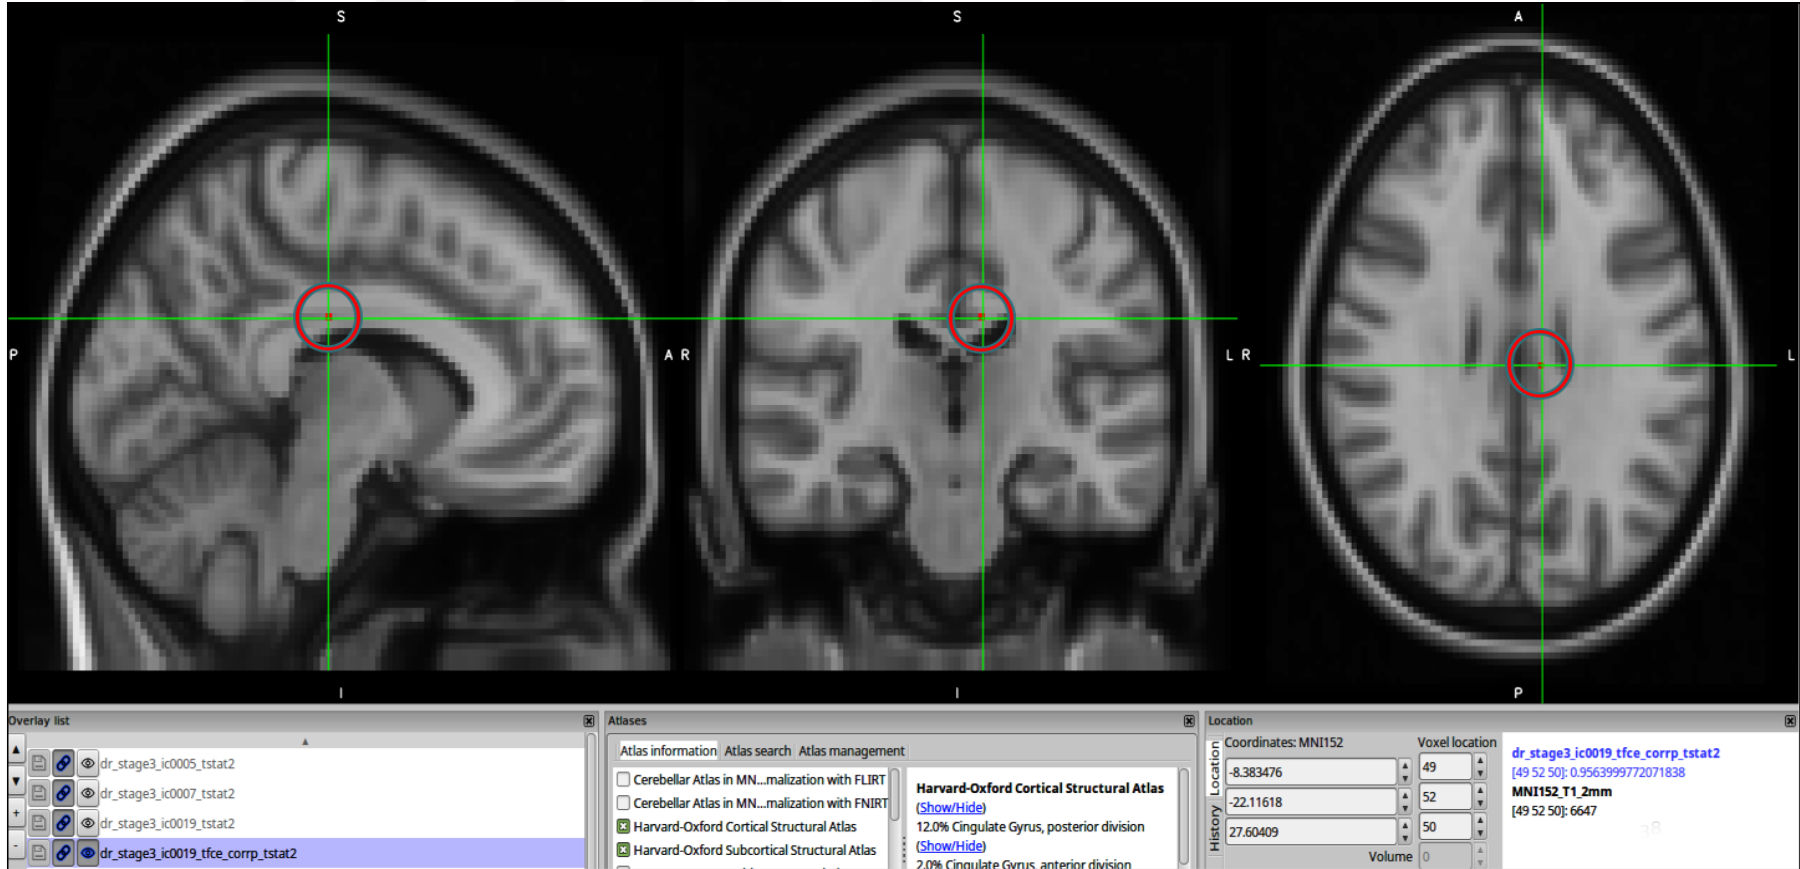 S S A
P A R L R L
I I P
Overlay list
dr_stage3_ic0005_tstat2
dr_stage3_ic0007_tstat2
dr_stage3_ic0019_tstat2
dr_stage3_ic0019_tfce_corrp_tstat2
Atlases
Atlas information Atlas search Atlas management
Cerebellar Atlas in MN...malization with FLIRT
Cerebellar Atlas in MN...malization with FNIRT
Harvard-Oxford Cortical Structural Atlas
Harvard-Oxford Subcortical Structural Atlas
Harvard-Oxford Cortical Structural Atlas
(Show/Hide)
12.0% Cingulate Gyrus, posterior division
(Show/Hide)
2.0% Cingulate Gyrus, anterior division
Location
Location
History
Coordinates: MNI152 Voxel location
-8.383476 49
-22.11618 52
27.60409 50
Volume 0
dr_stage3_ic0019_tfce_corrp_tstat2
[49 52 50]: 0.9563999772071838
MNI152_T1_2mm
[49 52 50]: 6647
38